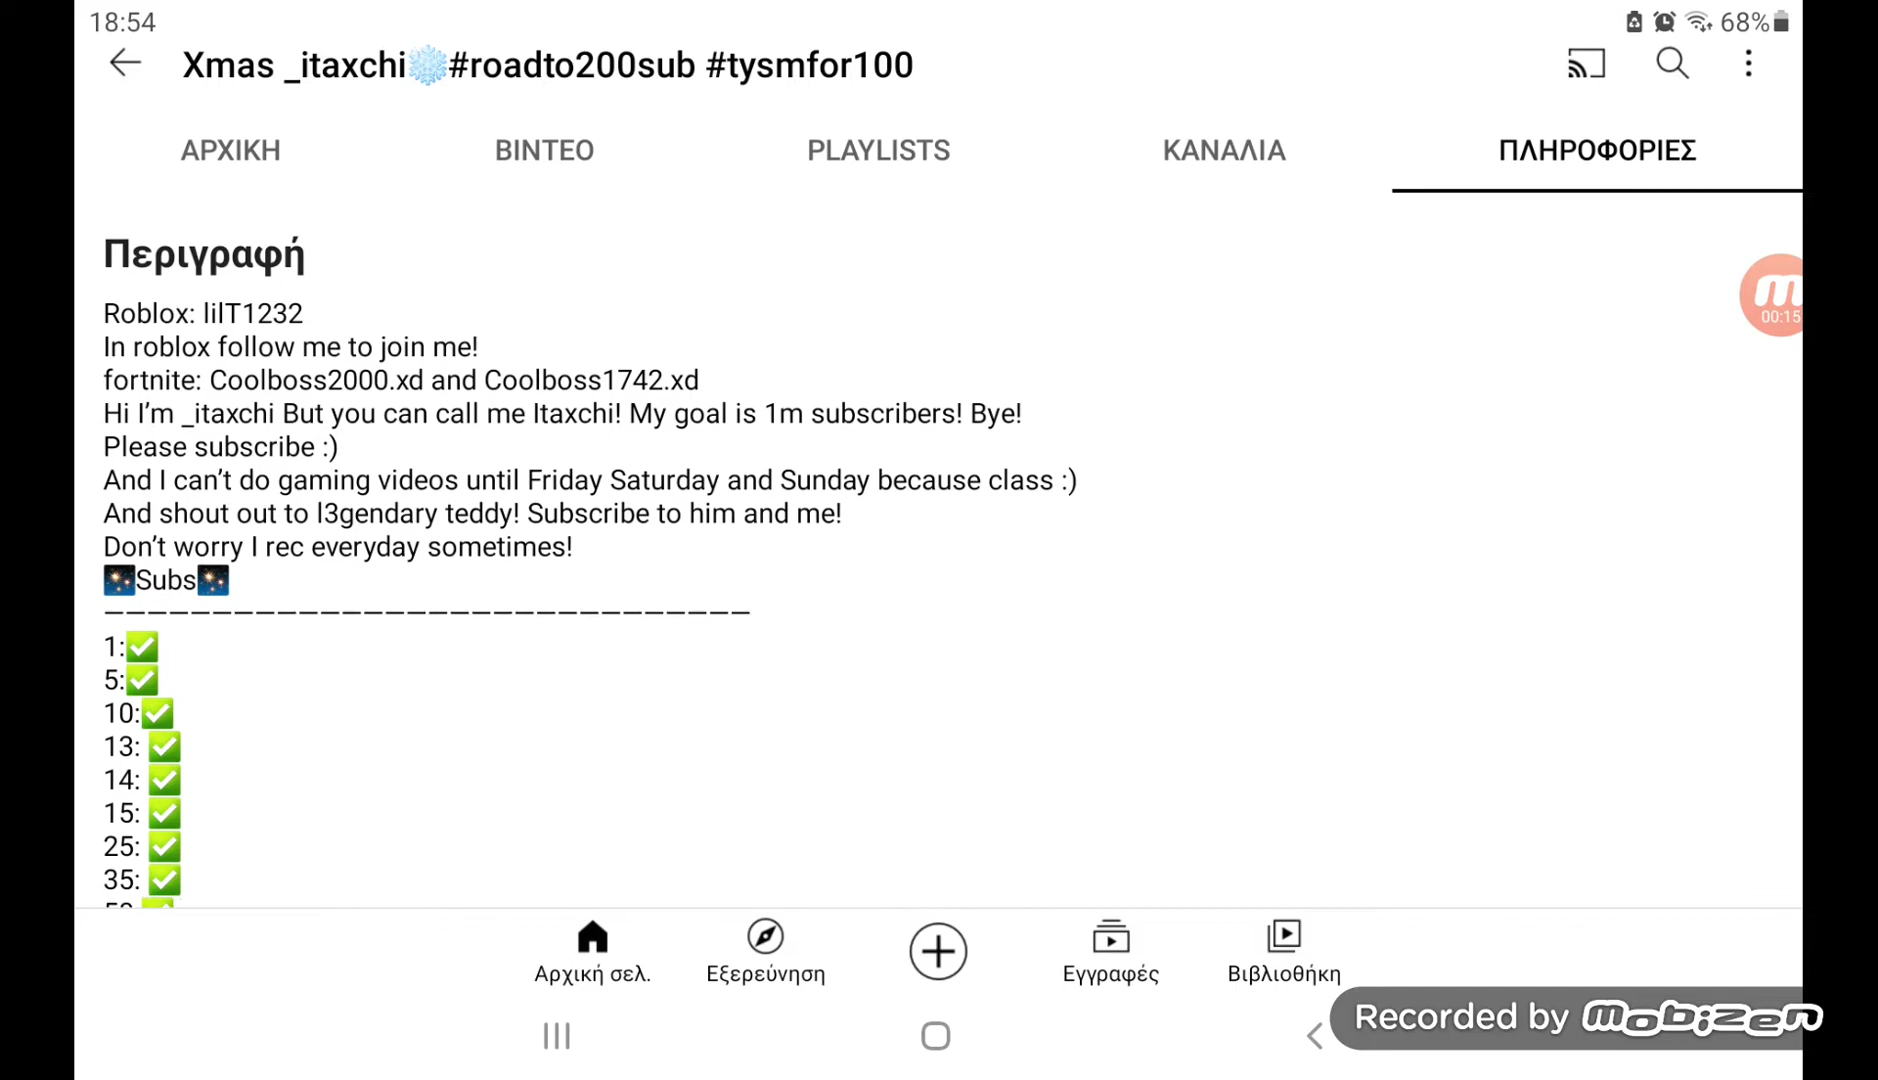 18:54
68%
Xmas _itaxchi❄️#roadto200sub #tysmfor100
ΑΡΧΙΚΗ
ΒΙΝΤΕΟ
PLAYLISTS
ΚΑΝΑΛΙΑ
ΠΛΗΡΟΦΟΡΙΕΣ
Περιγραφή
00:15
Roblox: lilT1232
In roblox follow me to join me!
fortnite: Coolboss2000.xd and Coolboss1742.xd
Hi I’m _itaxchi But you can call me Itaxchi! My goal is 1m subscribers! Bye!
Please subscribe :)
And I can’t do gaming videos until Friday Saturday and Sunday because class :)
And shout out to l3gendary teddy! Subscribe to him and me!
Don’t worry I rec everyday sometimes!
🎇Subs🎇
——————————————————————————————
1:✅
5:✅
10:✅
13: ✅
14: ✅
15: ✅
25: ✅
35: ✅
Αρχική σελ.
Εξερεύνηση
Εγγραφές
Βιβλιοθήκη
Recorded by mobizen